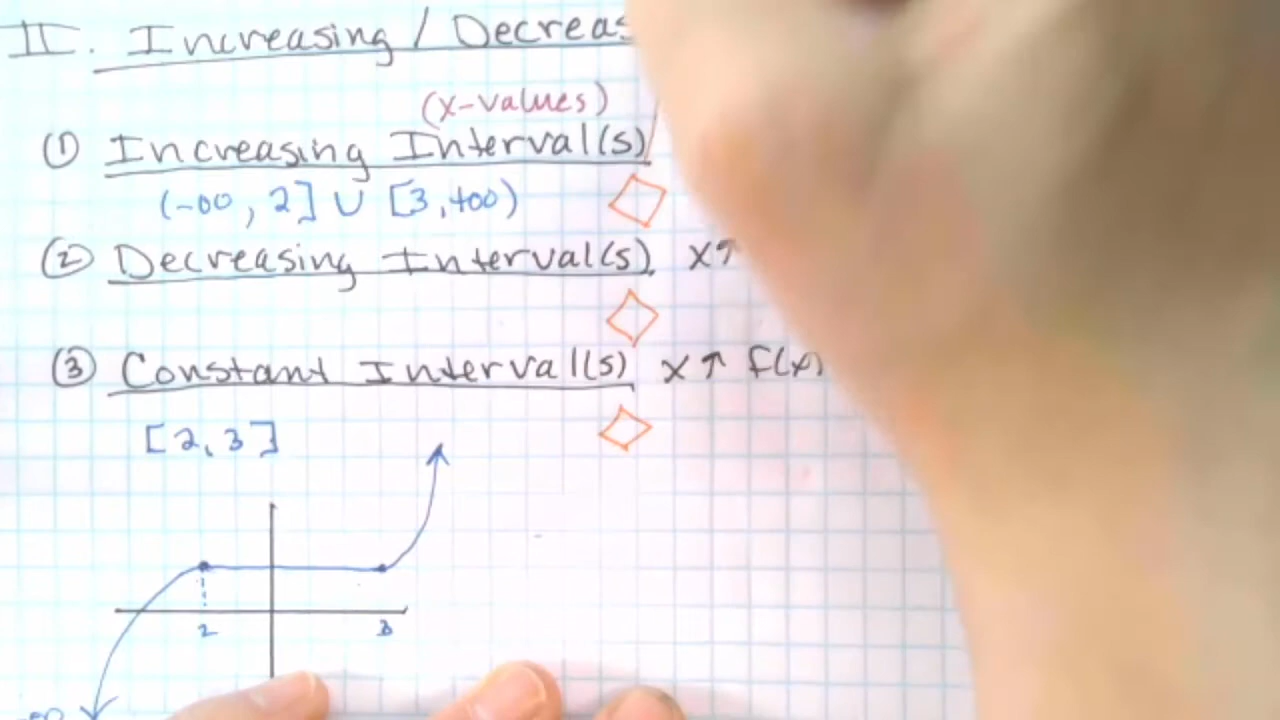 II. Increasing / Decreas
(x-values)
① Increasing Interval(s)
(-∞, 2] ∪ [3, +∞)
② Decreasing Interval(s). x↑
③ Constant Interval(s) x↑ f(x)
[2, 3]
2 3